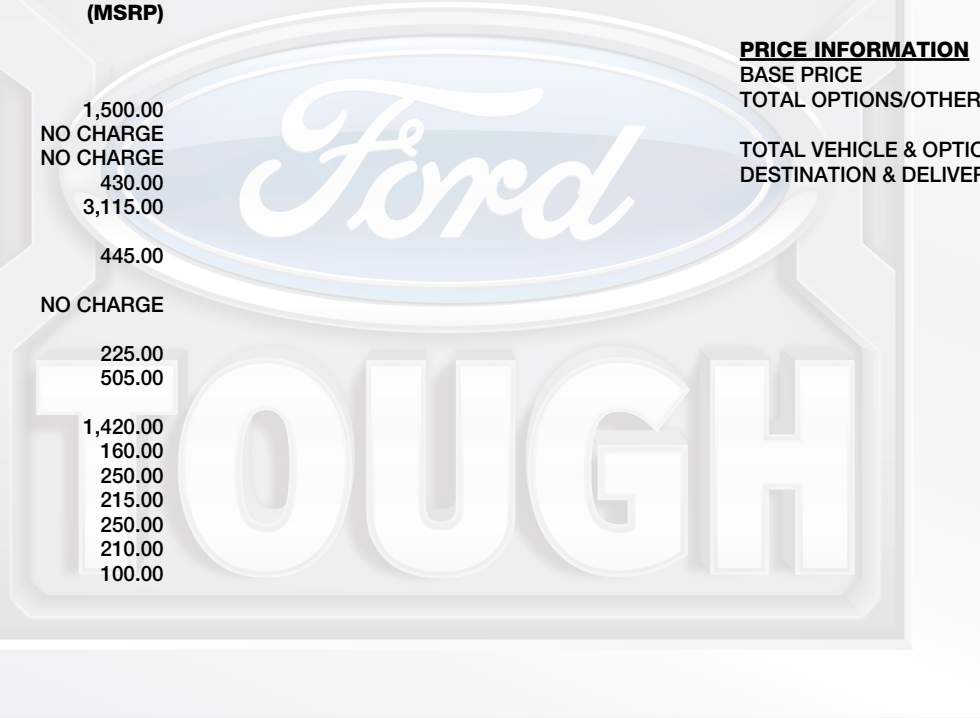 (MSRP)
1,500.00
NO CHARGE
NO CHARGE
430.00
3,115.00
445.00
NO CHARGE
225.00
505.00
1,420.00
160.00
250.00
215.00
250.00
210.00
100.00
PRICE INFORMATION
BASE PRICE
TOTAL OPTIONS/OTHER
TOTAL VEHICLE & OPTIO
DESTINATION & DELIVER
Ford
TOUGH